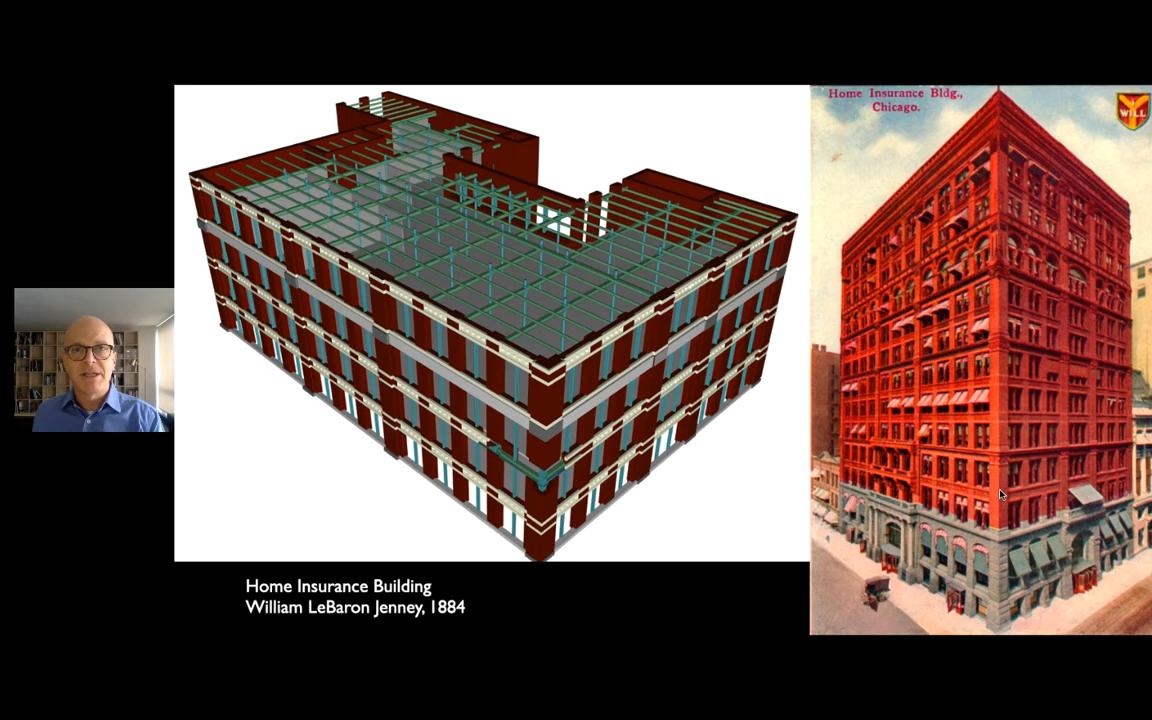 Home Insurance Bldg.,
Chicago.
WILL
Home Insurance Building
William LeBaron Jenney, 1884